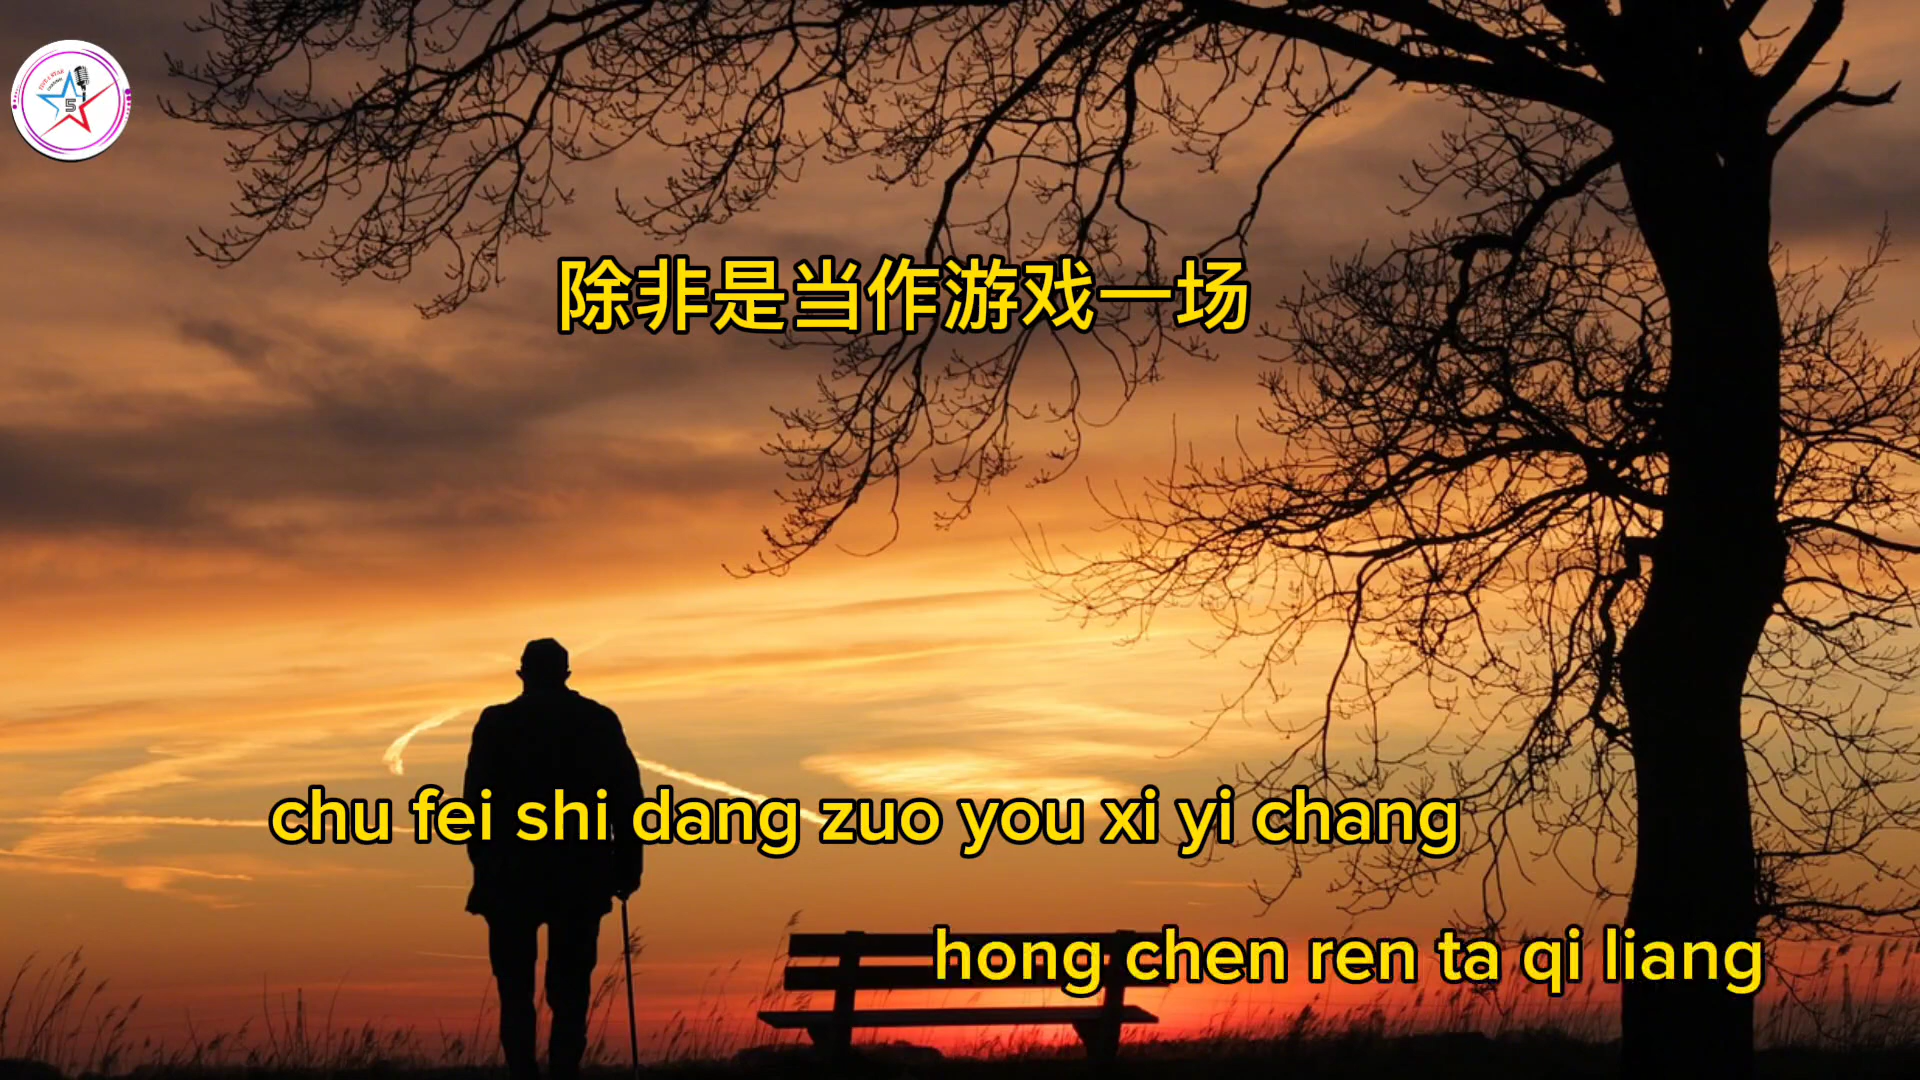 除非是当作游戏一场
chu fei shi dang zuo you xi yi chang
hong chen ren ta qi liang
5